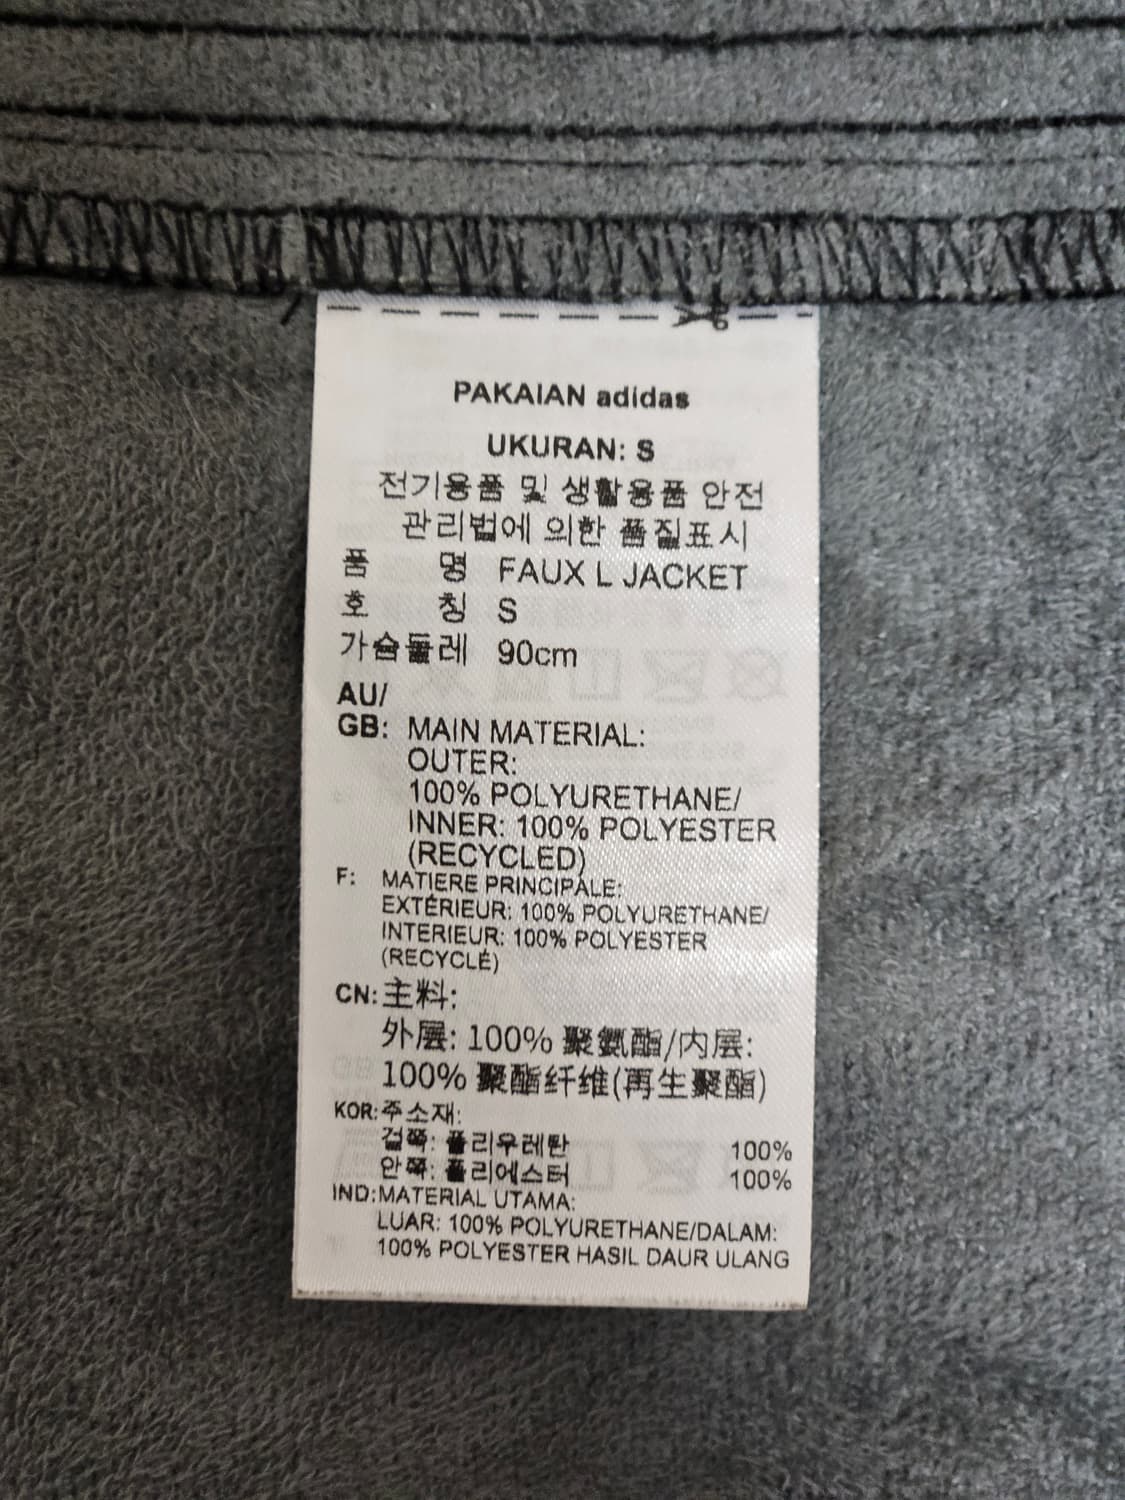 PAKAIAN adidas
UKURAN: S
전기용품 및 생활용품 안전
관리법에 의한 품질표시
품 명 FAUX L JACKET
호 칭 S
가슴둘레 90cm
AU/
GB: MAIN MATERIAL:
OUTER:
100% POLYURETHANE/
INNER: 100% POLYESTER
(RECYCLED)
F: MATIERE PRINCIPALE:
EXTÉRIEUR: 100% POLYURETHANE/
INTERIEUR: 100% POLYESTER
(RECYCLÉ)
CN: 主料:
外层: 100% 聚氨酯/内层:
100% 聚酯纤维(再生聚酯)
KOR: 주소재:
겉쪽: 폴리우레탄 100%
안쪽: 폴리에스터 100%
IND: MATERIAL UTAMA:
LUAR: 100% POLYURETHANE/DALAM:
100% POLYESTER HASIL DAUR ULANG